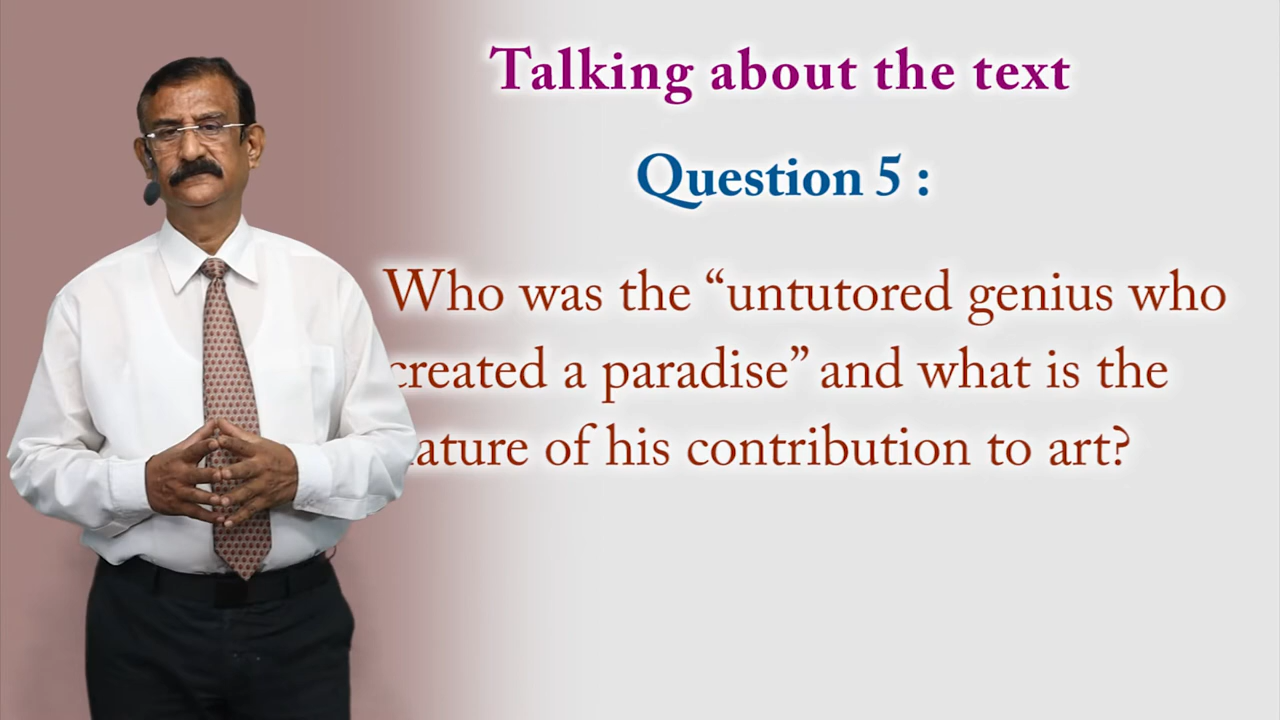 Talking about the text
Question 5 :
Who was the “untutored genius who
created a paradise” and what is the
nature of his contribution to art?